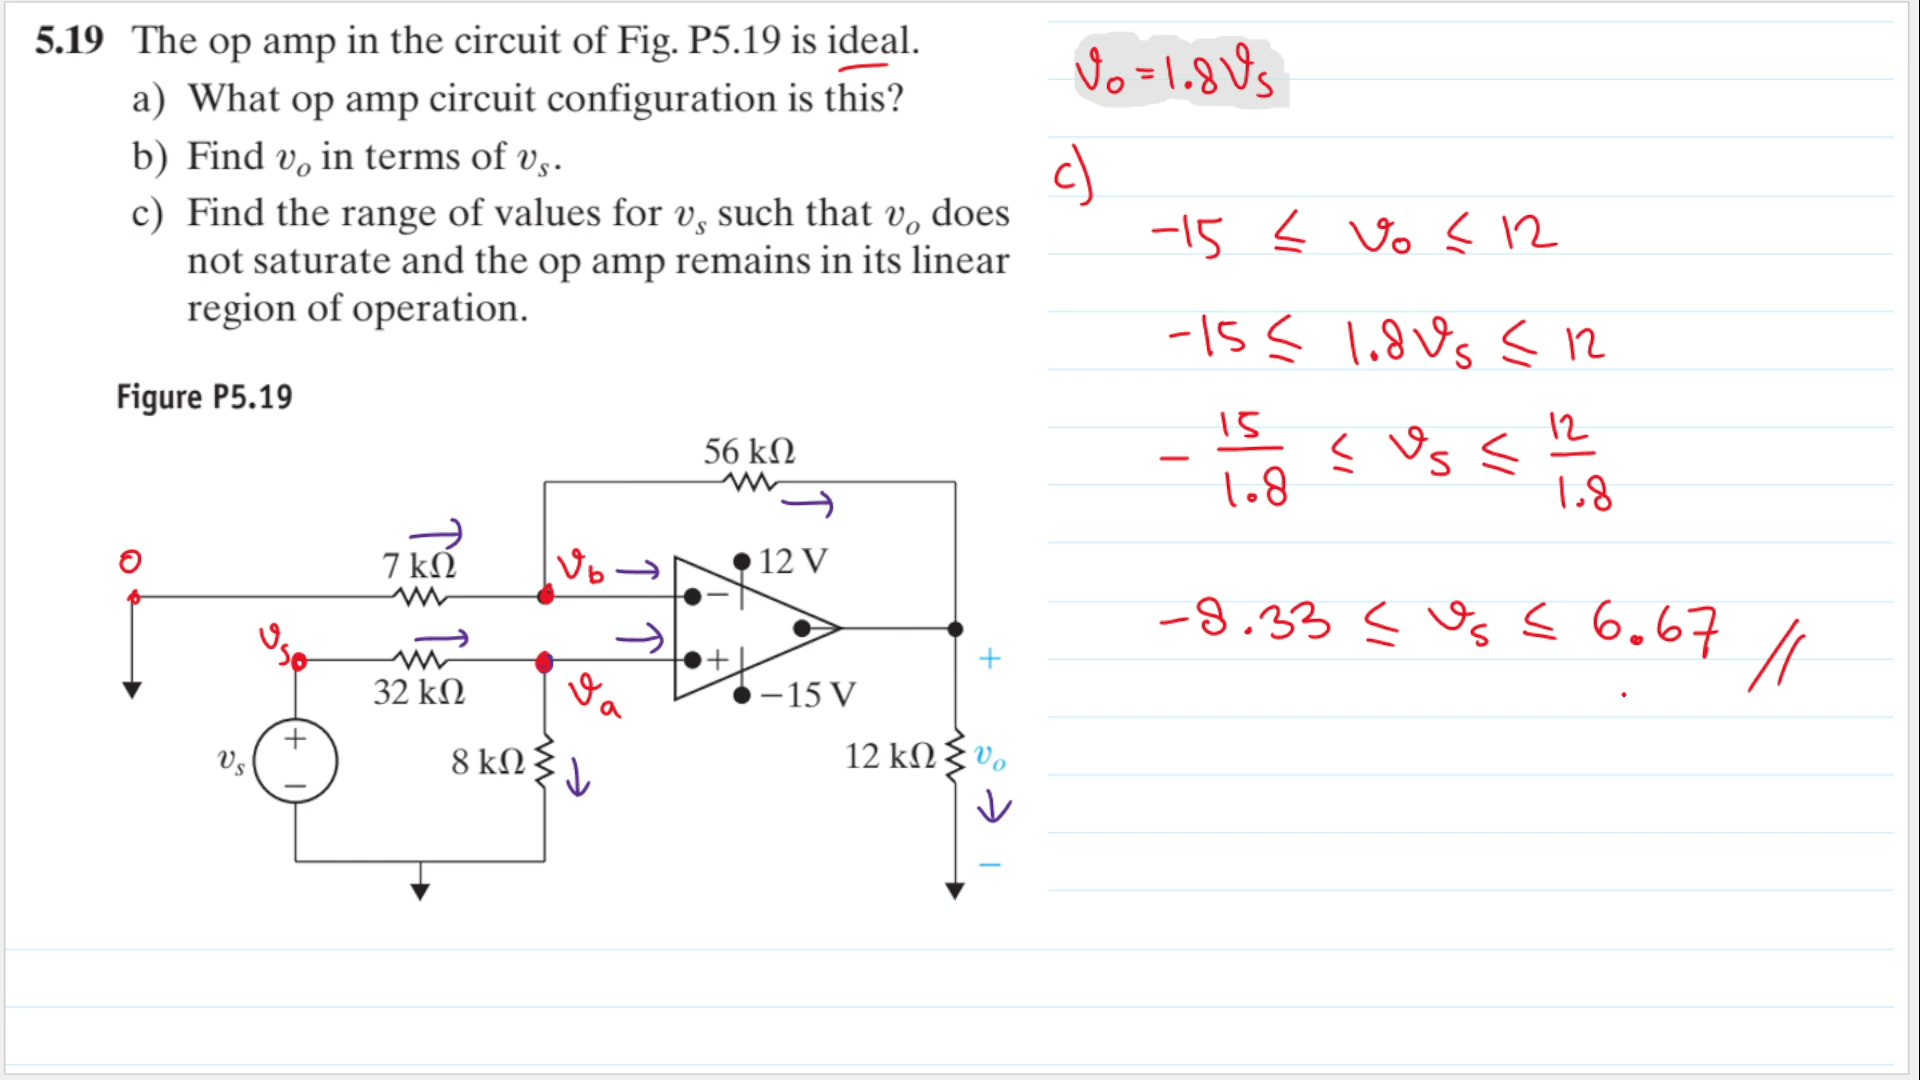 5.19 The op amp in the circuit of Fig. P5.19 is ideal.
a) What op amp circuit configuration is this?
b) Find v_o in terms of v_s.
c) Find the range of values for v_s such that v_o does
not saturate and the op amp remains in its linear
region of operation.
Figure P5.19
56 kΩ
7 kΩ
0
v_b
12 V
−
v_s
+
32 kΩ
v_a
−15 V
+
v_s
+
−
8 kΩ
12 kΩ
v_o
−
v_o = 1.8 v_s
c)
-15 ≤ v_o ≤ 12
-15 ≤ 1.8 v_s ≤ 12
- 15/1.8 ≤ v_s ≤ 12/1.8
-8.33 ≤ v_s ≤ 6.67 //